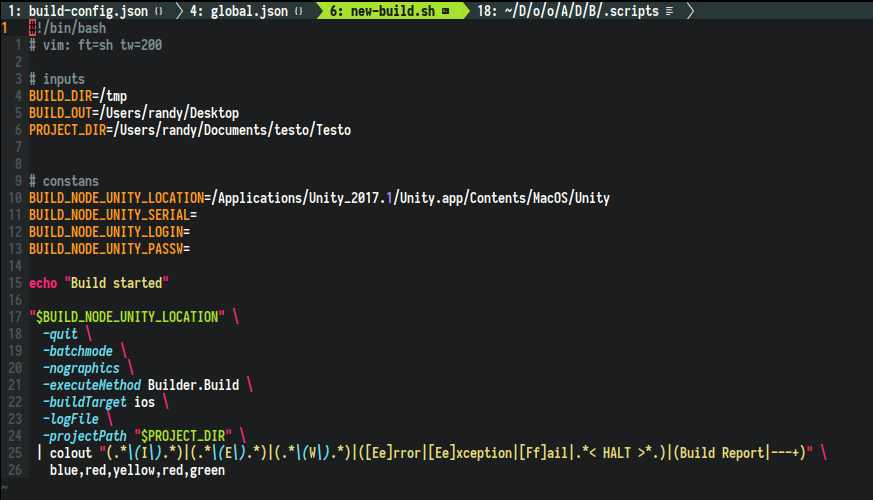 1: build-config.json {} 4: global.json {} 6: new-build.sh 18: ~/D/o/o/A/D/B/.scripts
1 #!/bin/bash
1 # vim: ft=sh tw=200
2
3 # inputs
4 BUILD_DIR=/tmp
5 BUILD_OUT=/Users/randy/Desktop
6 PROJECT_DIR=/Users/randy/Documents/testo/Testo
7
8
9 # constans
10 BUILD_NODE_UNITY_LOCATION=/Applications/Unity_2017.1/Unity.app/Contents/MacOS/Unity
11 BUILD_NODE_UNITY_SERIAL=
12 BUILD_NODE_UNITY_LOGIN=
13 BUILD_NODE_UNITY_PASSW=
14
15 echo "Build started"
16
17 "$BUILD_NODE_UNITY_LOCATION" \
18 -quit \
19 -batchmode \
20 -nographics \
21 -executeMethod Builder.Build \
22 -buildTarget ios \
23 -logFile \
24 -projectPath "$PROJECT_DIR" \
25 | colout "(.*\(I\).*)|(.*\(E\).*)|(.*\(W\).*)|([Ee]rror|[Ee]xception|[Ff]ail|.*< HALT >*.)|(Build Report|---+)" \
26 blue,red,yellow,red,green
~